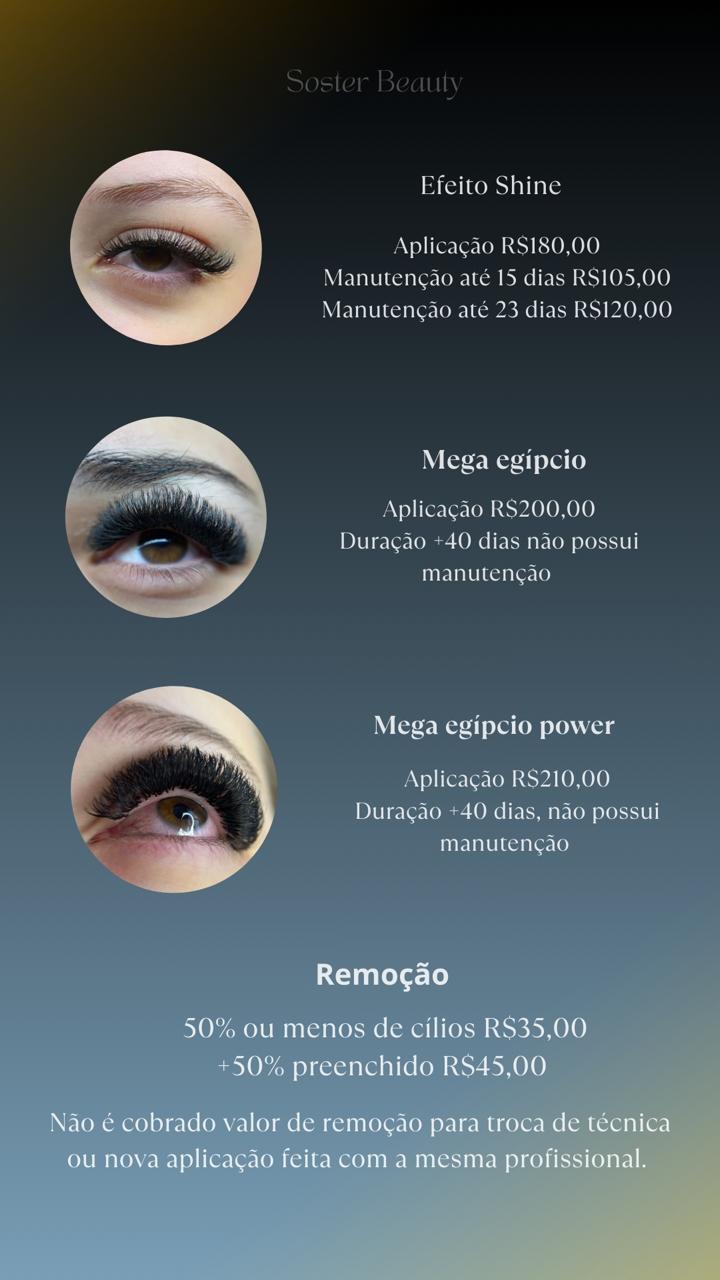 Soster Beauty
Efeito Shine
Aplicação R$180,00
Manutenção até 15 dias R$105,00
Manutenção até 23 dias R$120,00
Mega egípcio
Aplicação R$200,00
Duração +40 dias não possui
manutenção
Mega egípcio power
Aplicação R$210,00
Duração +40 dias, não possui
manutenção
Remoção
50% ou menos de cílios R$35,00
+50% preenchido R$45,00
Não é cobrado valor de remoção para troca de técnica
ou nova aplicação feita com a mesma profissional.